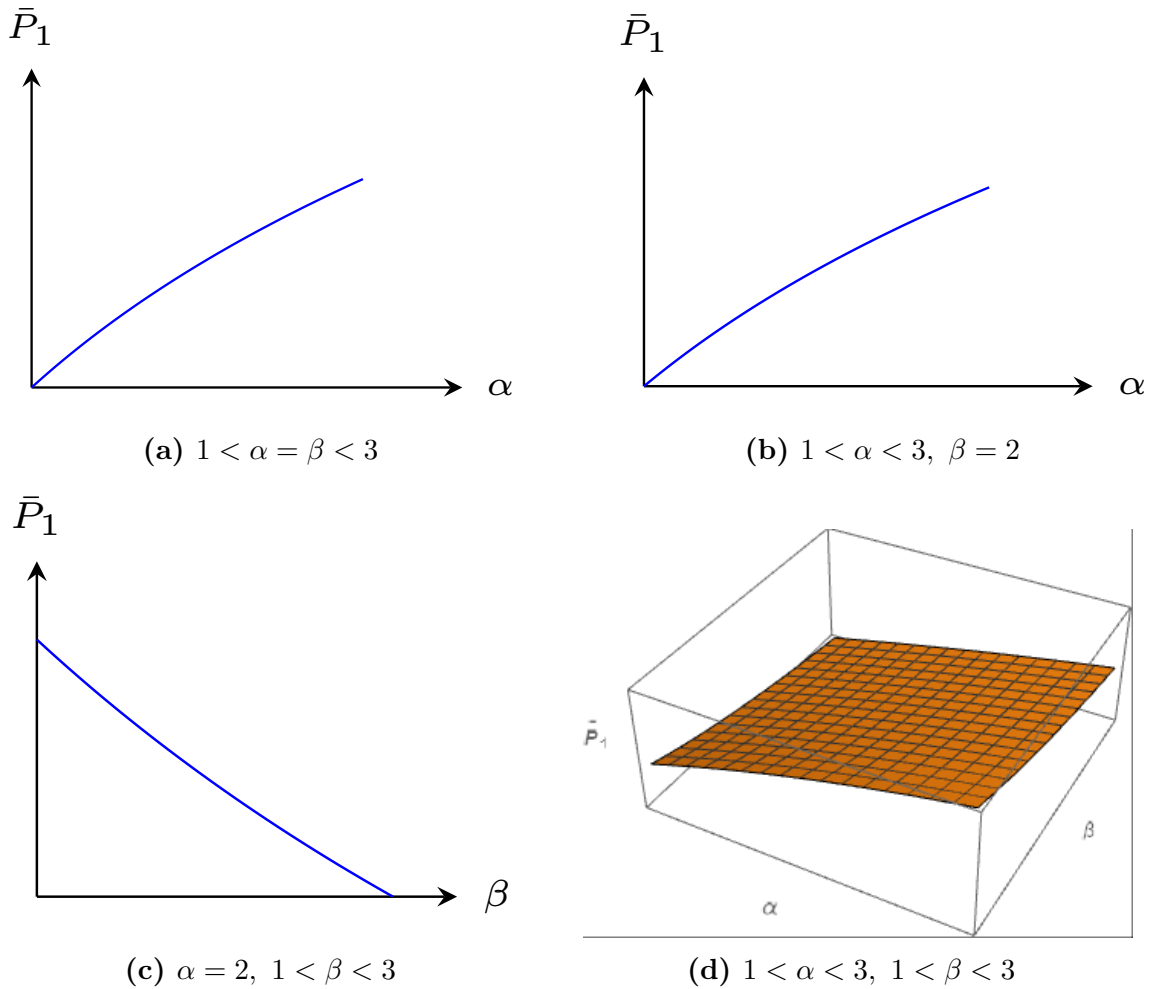 P̄₁
α
(a) 1 < α = β < 3
P̄₁
α
(b) 1 < α < 3, β = 2
P̄₁
β
(c) α = 2, 1 < β < 3
P̄₁
α
β
(d) 1 < α < 3, 1 < β < 3